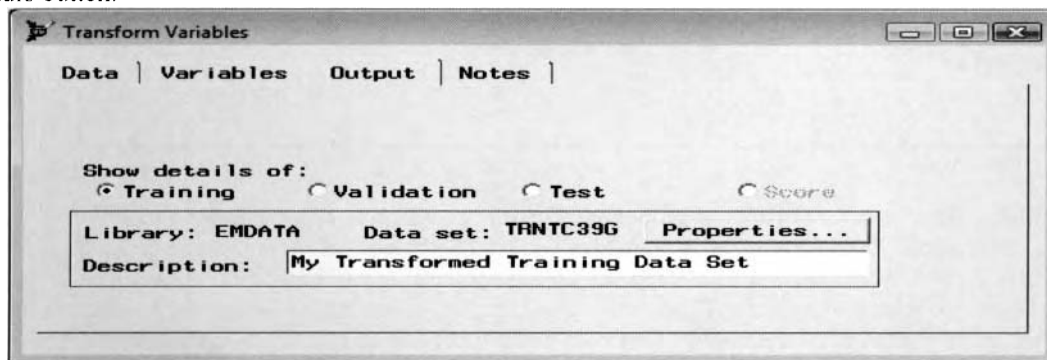 Transform Variables
Data Variables Output Notes
Show details of:
Training Validation Test Score
Library: EMDATA Data set: TRNTC39G Properties...
Description: My Transformed Training Data Set